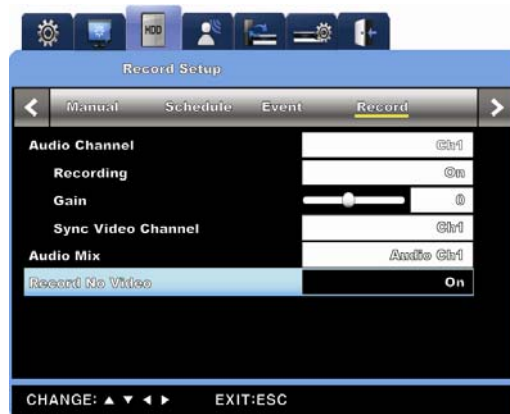 HDD
Record Setup
Manual Schedule Event Record
Audio Channel Ch1
Recording On
Gain 0
Sync Video Channel Ch1
Audio Mix Audio Ch1
Record No Video On
CHANGE: ▲ ▼ ◄ ► EXIT:ESC